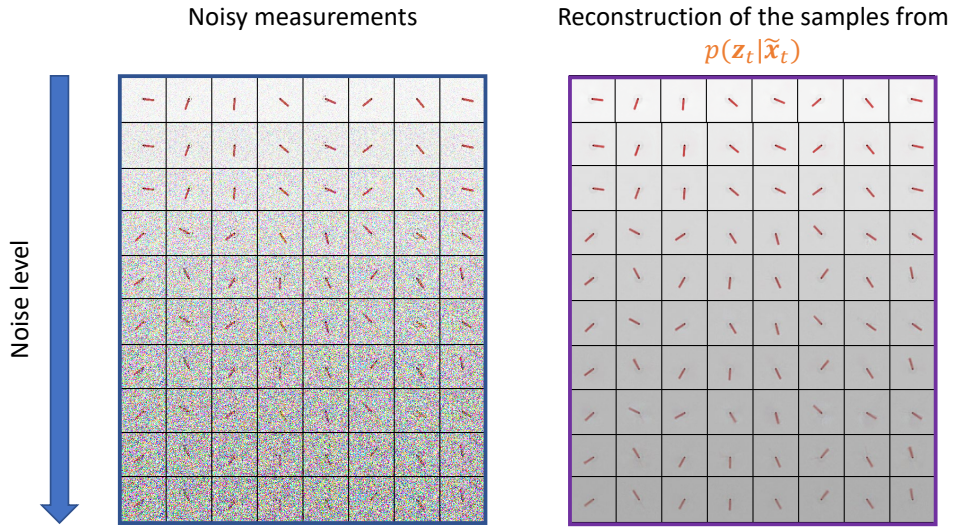 Noisy measurements
Reconstruction of the samples from
p(z_t|x̃_t)
Noise level